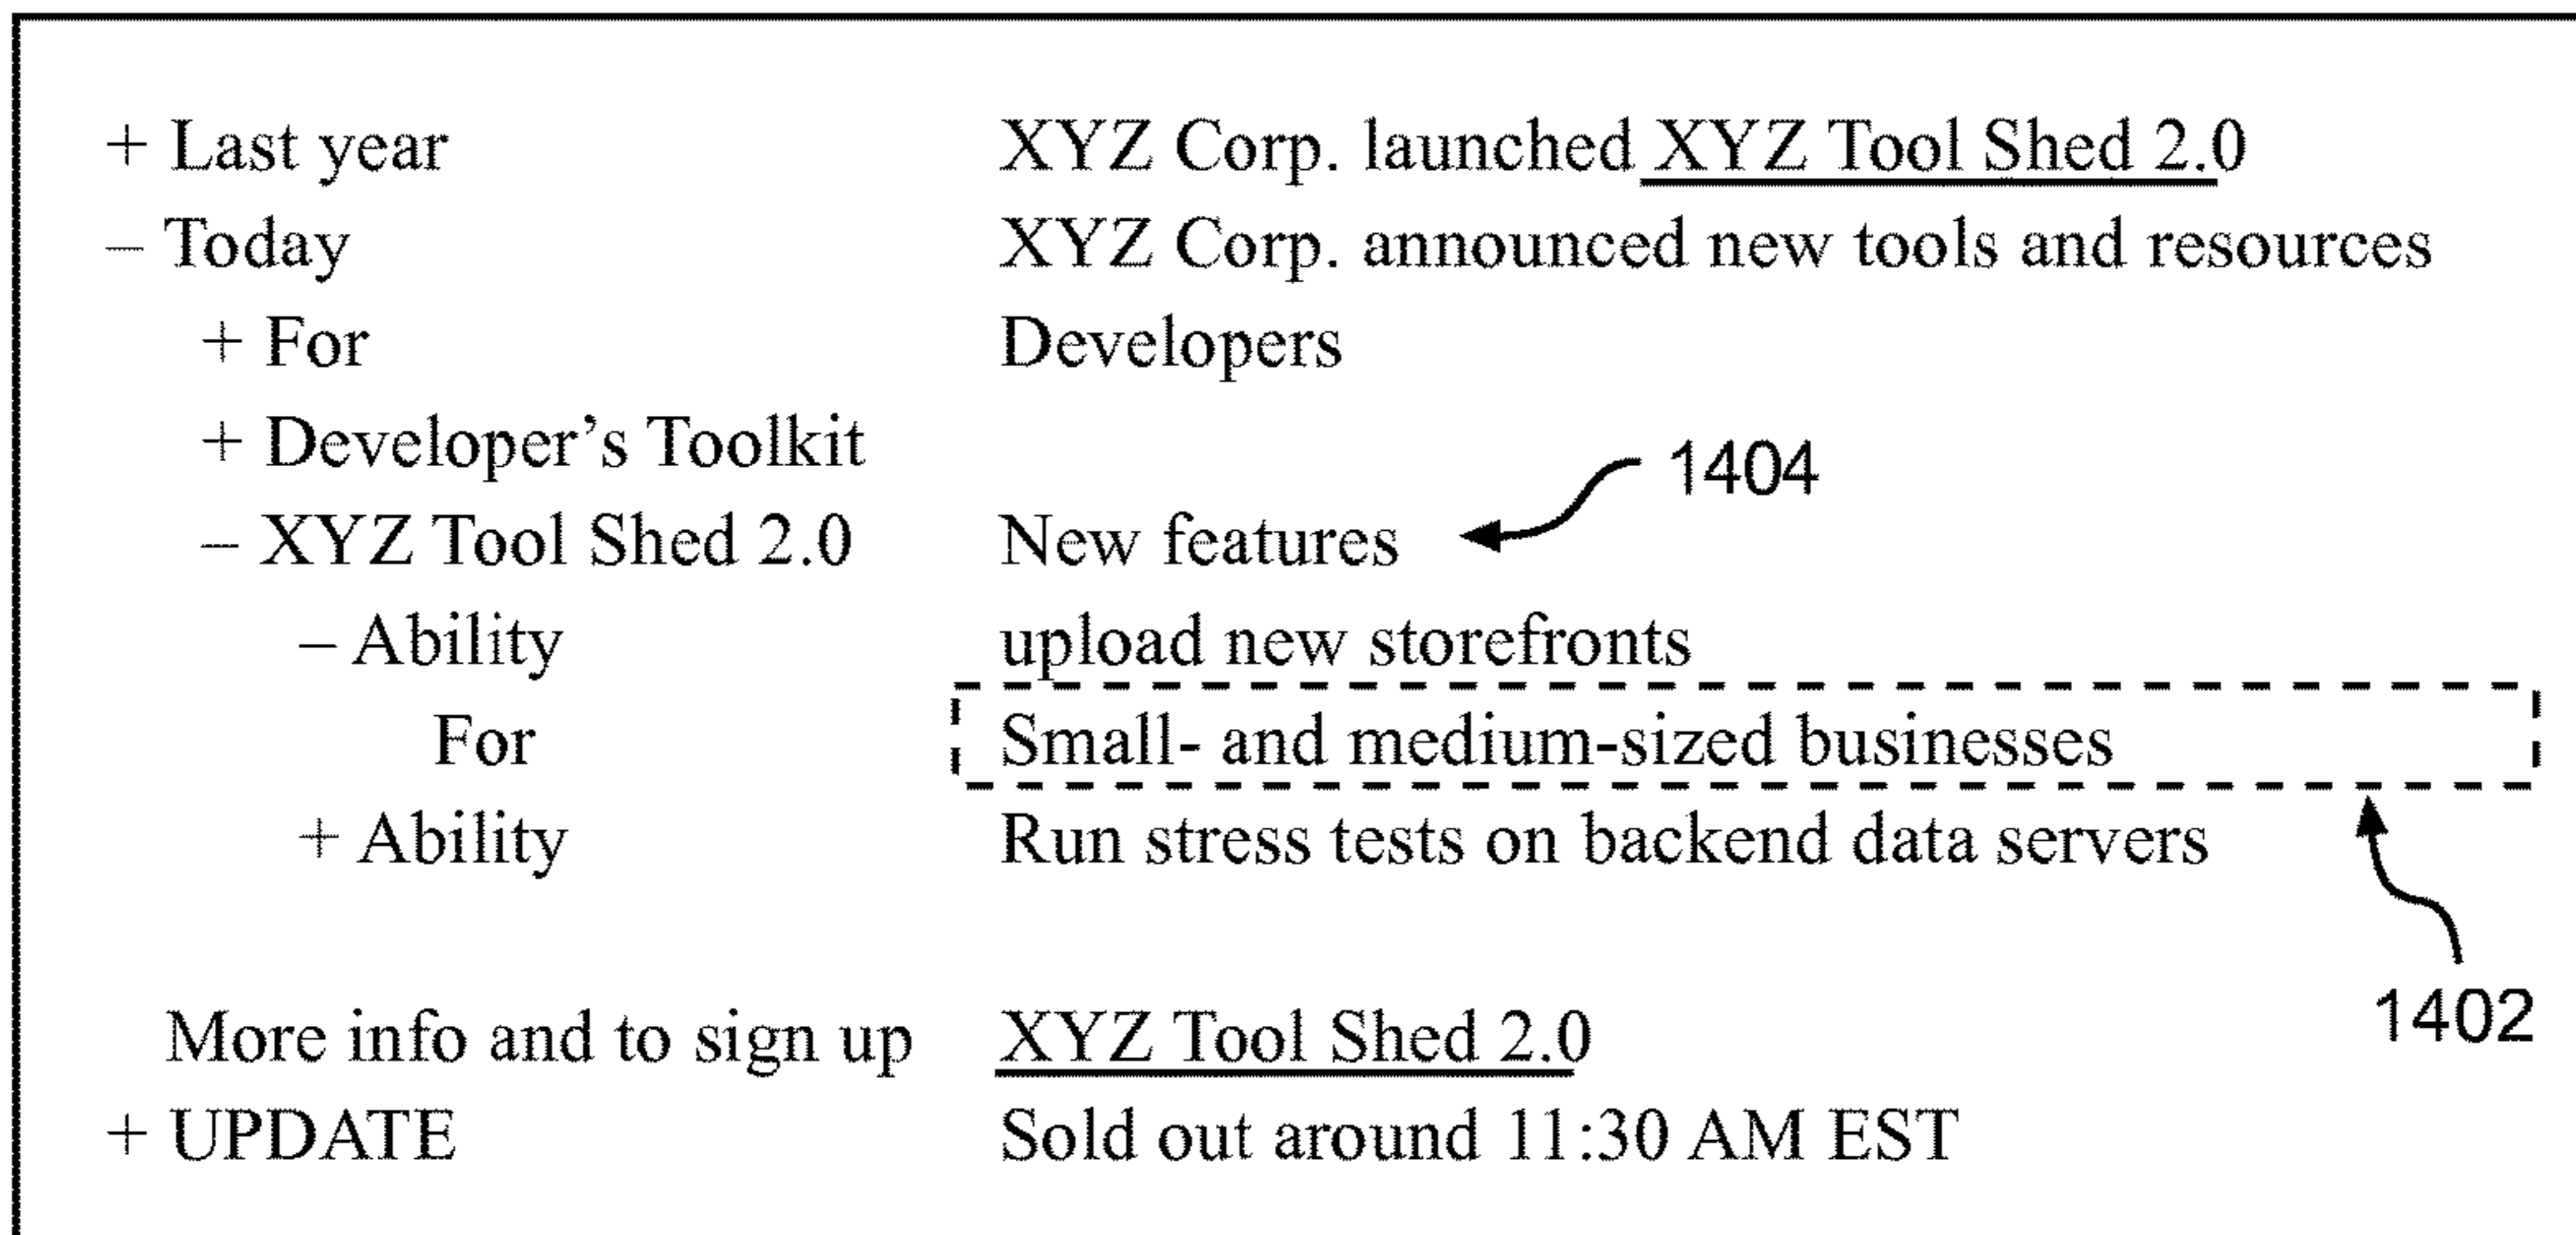 + Last year XYZ Corp. launched XYZ Tool Shed 2.0
– Today XYZ Corp. announced new tools and resources
+ For Developers
+ Developer’s Toolkit
1404
– XYZ Tool Shed 2.0 New features
– Ability upload new storefronts
For Small- and medium-sized businesses
+ Ability Run stress tests on backend data servers
1402
More info and to sign up XYZ Tool Shed 2.0
+ UPDATE Sold out around 11:30 AM EST